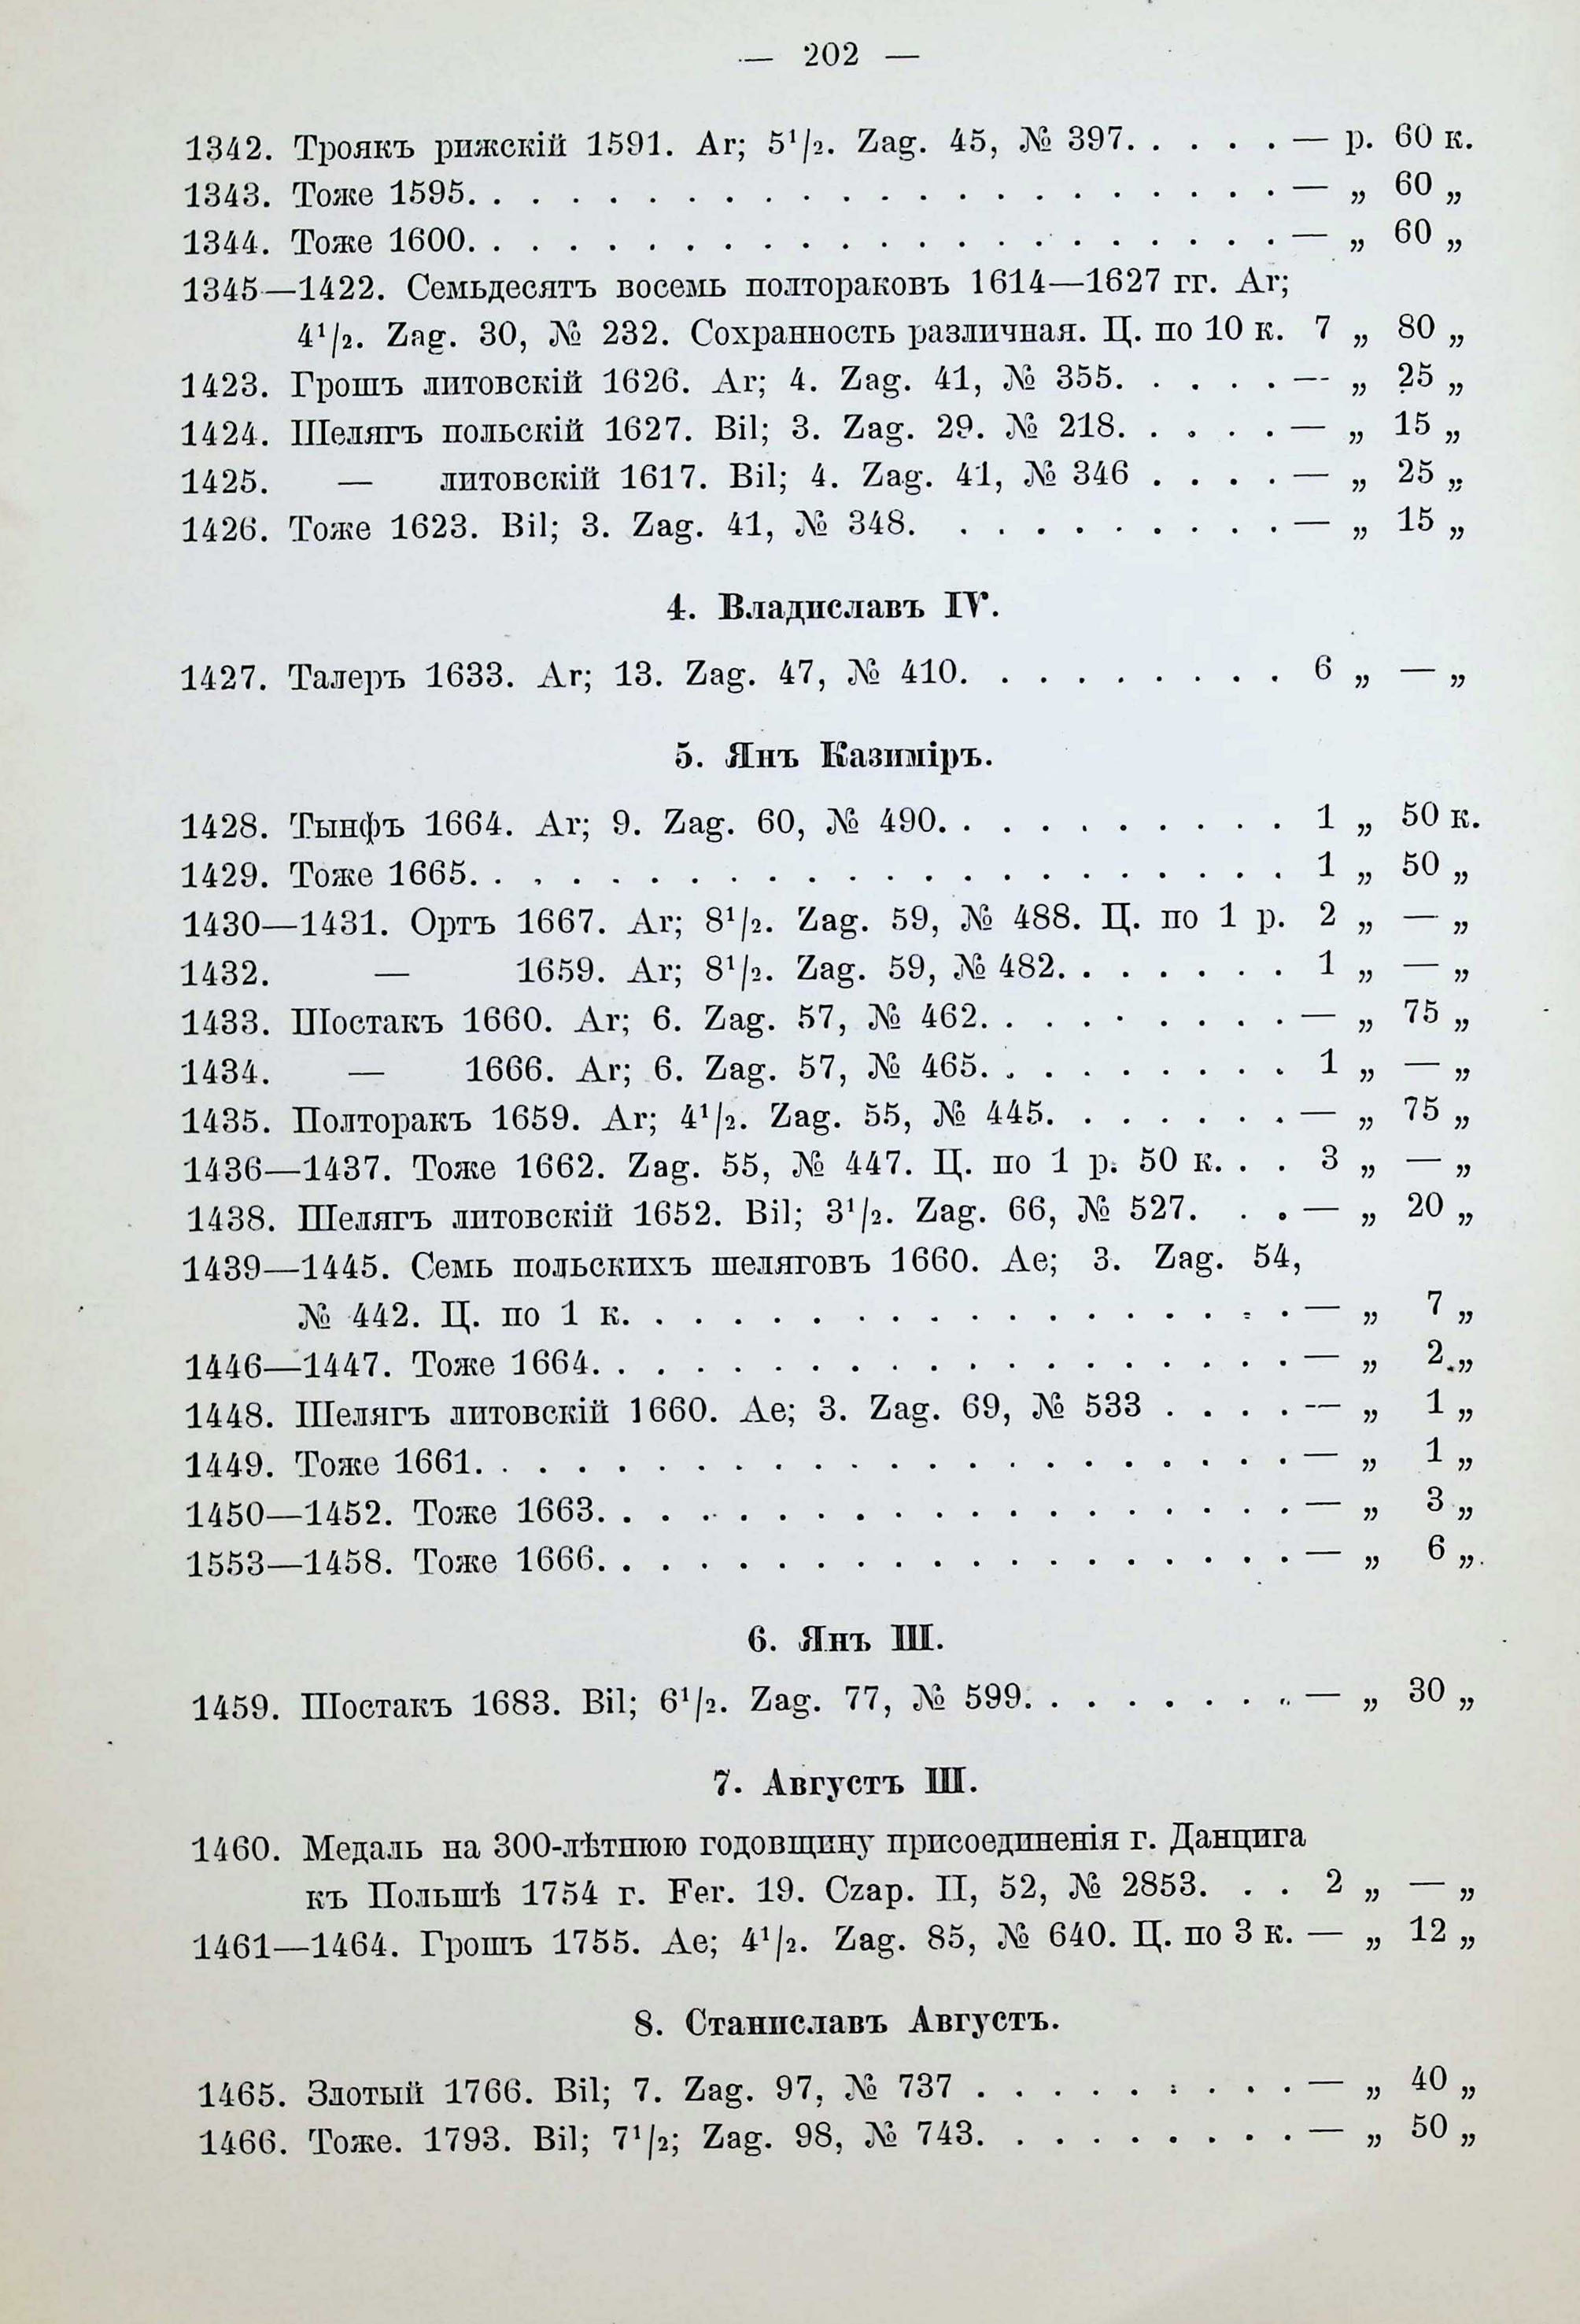 — 202 —
1342. Троякъ рижскій 1591. Ar; 5¹/₂. Zag. 45, № 397. . . . . — р. 60 к.
1343. Тоже 1595. . . . . . . . . . . . . . . . . . . . . . — „ 60 „
1344. Тоже 1600. . . . . . . . . . . . . . . . . . . . . . — „ 60 „
1345—1422. Семьдесятъ восемь полтораковъ 1614—1627 гг. Ar;
4¹/₂. Zag. 30, № 232. Сохранность различная. Ц. по 10 к. 7 „ 80 „
1423. Грошъ литовскій 1626. Ar; 4. Zag. 41, № 355. . . . . . — „ 25 „
1424. Шелягъ польскій 1627. Bil; 3. Zag. 29. № 218. . . . . — „ 15 „
1425. — литовскій 1617. Bil; 4. Zag. 41, № 346 . . . . — „ 25 „
1426. Тоже 1623. Bil; 3. Zag. 41, № 348. . . . . . . . . . — „ 15 „
4. Владиславъ IV.
1427. Талеръ 1633. Ar; 13. Zag. 47, № 410. . . . . . . . . 6 „ — „
5. Янъ Казиміръ.
1428. Тынфъ 1664. Ar; 9. Zag. 60, № 490. . . . . . . . . . 1 „ 50 к.
1429. Тоже 1665. . . . . . . . . . . . . . . . . . . . . . 1 „ 50 „
1430—1431. Ортъ 1667. Ar; 8¹/₂. Zag. 59, № 488. Ц. по 1 р. 2 „ — „
1432. — 1659. Ar; 8¹/₂. Zag. 59, № 482. . . . . . . 1 „ — „
1433. Шостакъ 1660. Ar; 6. Zag. 57, № 462. . . . . . . . . — „ 75 „
1434. — 1666. Ar; 6. Zag. 57, № 465. . . . . . . . . 1 „ — „
1435. Полторакъ 1659. Ar; 4¹/₂. Zag. 55, № 445. . . . . . . — „ 75 „
1436—1437. Тоже 1662. Zag. 55, № 447. Ц. по 1 р. 50 к. . . 3 „ — „
1438. Шелягъ литовскій 1652. Bil; 3¹/₂. Zag. 66, № 527. . . — „ 20 „
1439—1445. Семь польскихъ шеляговъ 1660. Ae; 3. Zag. 54,
№ 442. Ц. по 1 к. . . . . . . . . . . . . . . . . . — „ 7 „
1446—1447. Тоже 1664. . . . . . . . . . . . . . . . . . . — „ 2 „
1448. Шелягъ литовскій 1660. Ae; 3. Zag. 69, № 533 . . . . — „ 1 „
1449. Тоже 1661. . . . . . . . . . . . . . . . . . . . . . — „ 1 „
1450—1452. Тоже 1663. . . . . . . . . . . . . . . . . . . — „ 3 „
1553—1458. Тоже 1666. . . . . . . . . . . . . . . . . . . — „ 6 „
6. Янъ III.
1459. Шостакъ 1683. Bil; 6¹/₂. Zag. 77, № 599. . . . . . . . — „ 30 „
7. Августъ III.
1460. Медаль на 300-лѣтнюю годовщину присоединенія г. Данцига
къ Польшѣ 1754 г. Fer. 19. Czap. II, 52, № 2853. . . 2 „ — „
1461—1464. Грошъ 1755. Ae; 4¹/₂. Zag. 85, № 640. Ц. по 3 к. — „ 12 „
8. Станиславъ Августъ.
1465. Злотый 1766. Bil; 7. Zag. 97, № 737 . . . . . . . . . — „ 40 „
1466. Тоже. 1793. Bil; 7¹/₂; Zag. 98, № 743. . . . . . . . . — „ 50 „